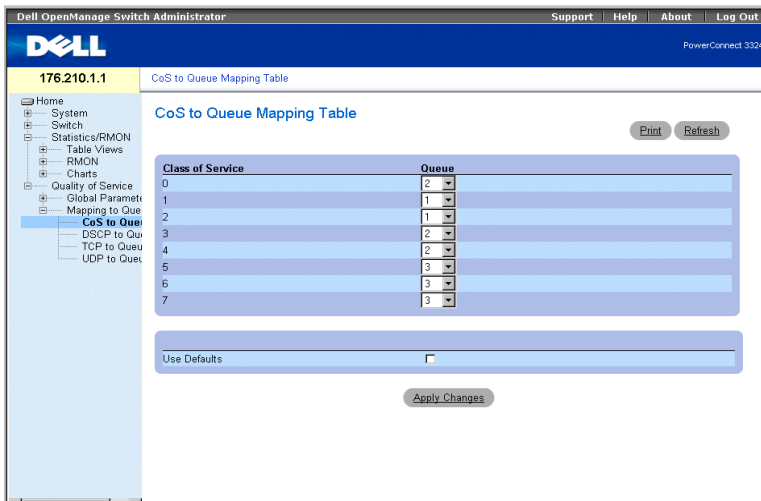 Dell OpenManage Switch Administrator
Support | Help | About | Log Out
DELL
PowerConnect 3324
176.210.1.1
CoS to Queue Mapping Table
Home
System
Switch
Statistics/RMON
Table Views
RMON
Charts
Quality of Service
Global Paramete
Mapping to Que
CoS to Que
DSCP to Qu
TCP to Queu
UDP to Queu
CoS to Queue Mapping Table
Print Refresh
Class of Service Queue
0 2
1 1
2 1
3 2
4 2
5 3
6 3
7 3
Use Defaults
Apply Changes